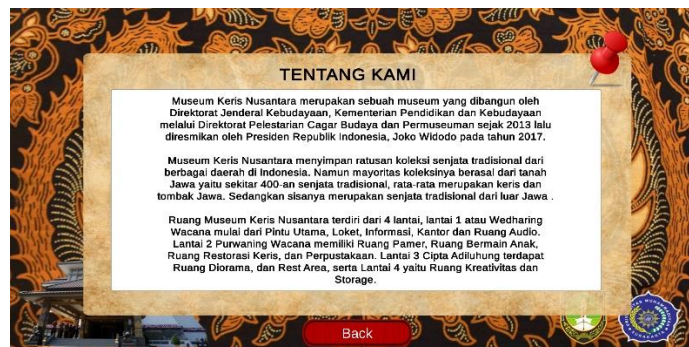 TENTANG KAMI
Museum Keris Nusantara merupakan sebuah museum yang dibangun oleh
Direktorat Jenderal Kebudayaan, Kementerian Pendidikan dan Kebudayaan
melalui Direktorat Pelestarian Cagar Budaya dan Permuseuman sejak 2013 lalu
diresmikan oleh Presiden Republik Indonesia, Joko Widodo pada tahun 2017.
Museum Keris Nusantara menyimpan ratusan koleksi senjata tradisional dari
berbagai daerah di Indonesia. Namun mayoritas koleksinya berasal dari tanah
Jawa yaitu sekitar 400-an senjata tradisional, rata-rata merupakan keris dan
tombak Jawa. Sedangkan sisanya merupakan senjata tradisional dari luar Jawa .
Ruang Museum Keris Nusantara terdiri dari 4 lantai, lantai 1 atau Wedharing
Wacana mulai dari Pintu Utama, Loket, Informasi, Kantor dan Ruang Audio.
Lantai 2 Purwaning Wacana memiliki Ruang Pamer, Ruang Bermain Anak,
Ruang Restorasi Keris, dan Perpustakaan. Lantai 3 Cipta Adiluhung terdapat
Ruang Diorama, dan Rest Area, serta Lantai 4 yaitu Ruang Kreativitas dan
Storage.
Back